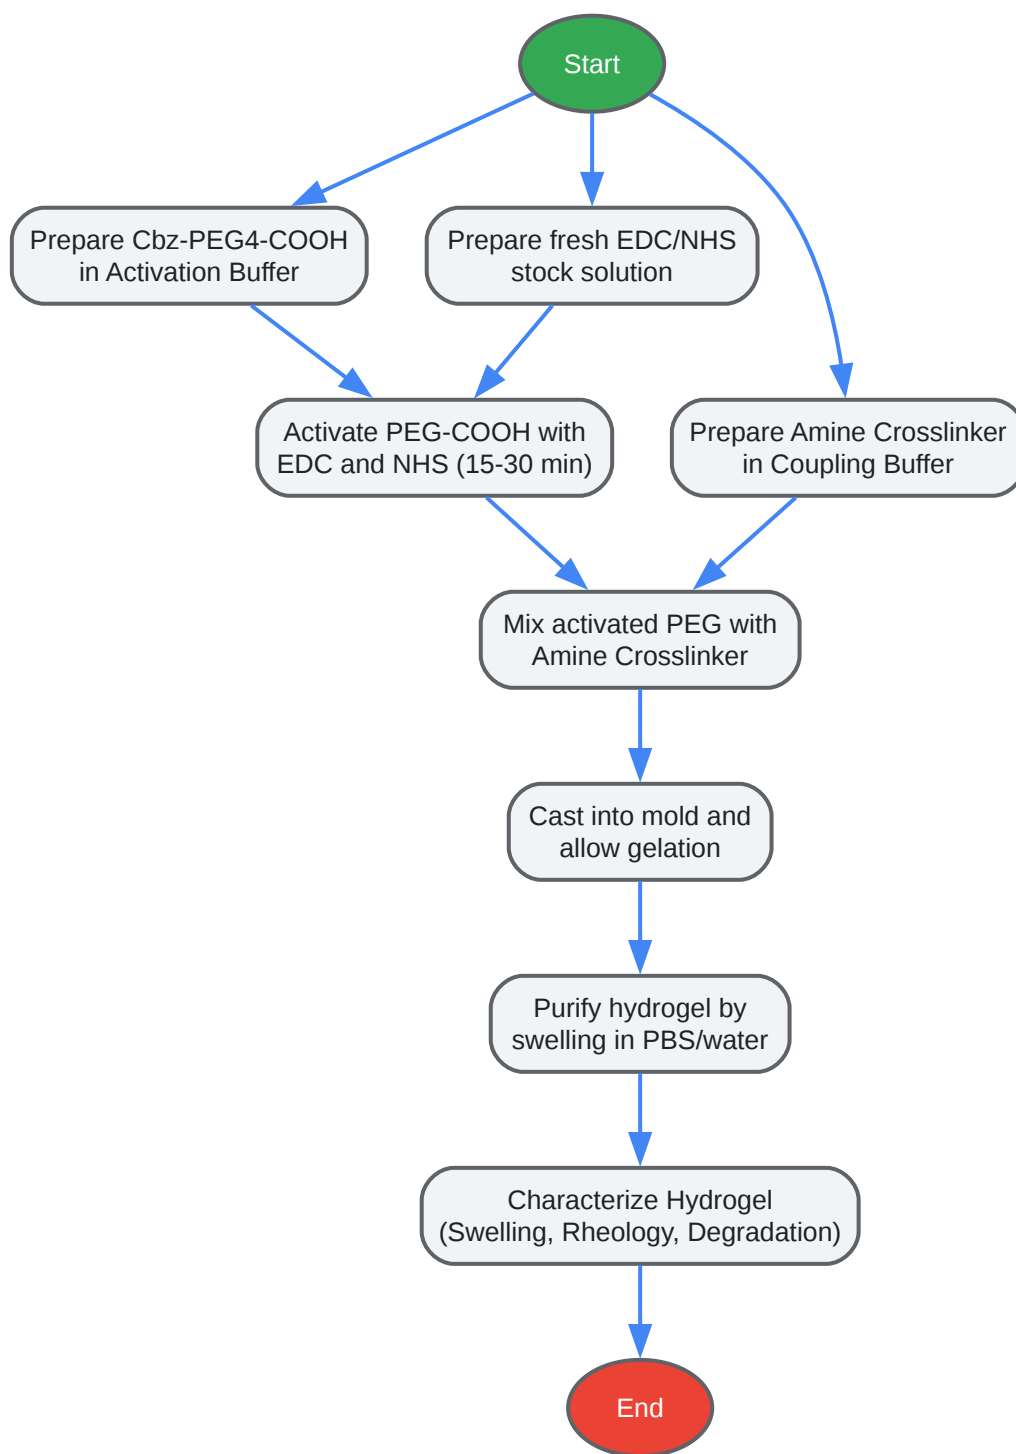 Start
Prepare Cbz-PEG4-COOH
in Activation Buffer
Prepare fresh EDC/NHS
stock solution
Activate PEG-COOH with
EDC and NHS (15-30 min)
Prepare Amine Crosslinker
in Coupling Buffer
Mix activated PEG with
Amine Crosslinker
Cast into mold and
allow gelation
Purify hydrogel by
swelling in PBS/water
Characterize Hydrogel
(Swelling, Rheology, Degradation)
End